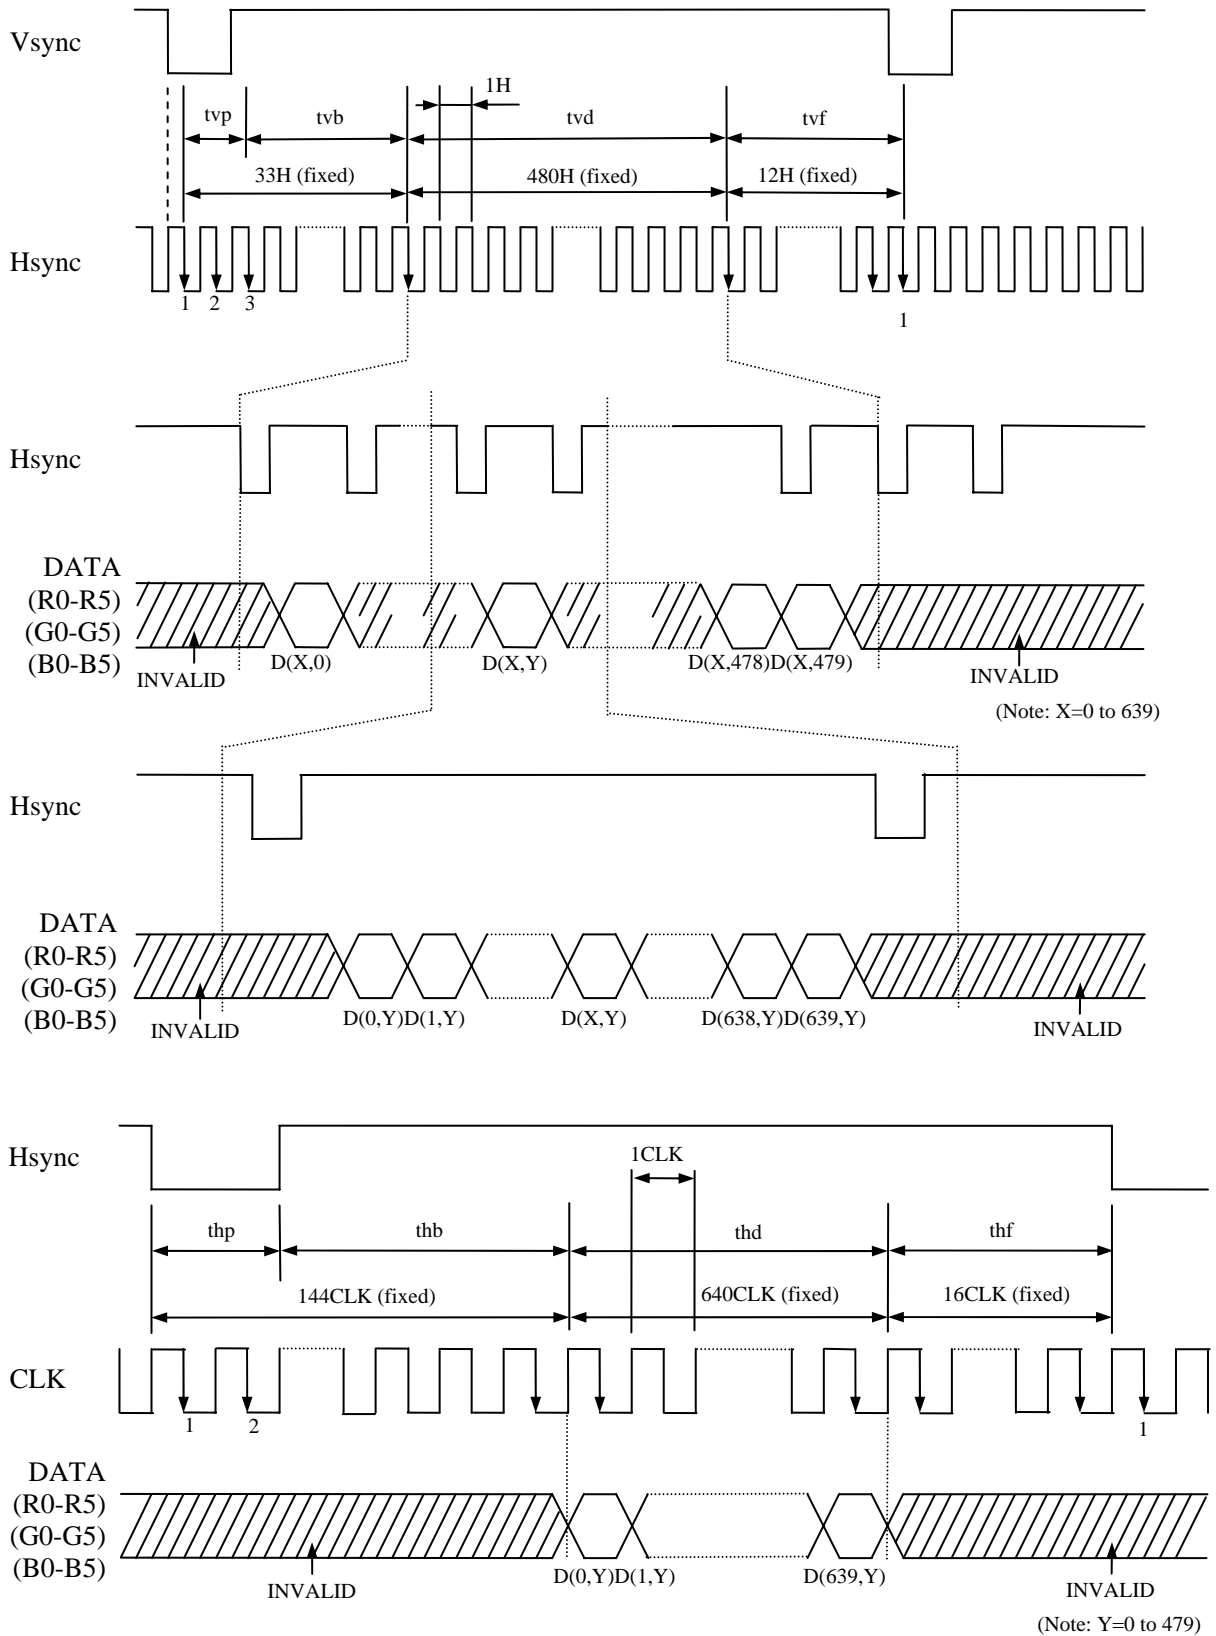 Vsync
1H
tvp tvb tvd tvf
33H (fixed) 480H (fixed) 12H (fixed)
Hsync
1 2 3 1
Hsync
DATA
(R0-R5)
(G0-G5)
(B0-B5)
D(X,0) D(X,Y) D(X,478)D(X,479)
INVALID INVALID
(Note: X=0 to 639)
Hsync
DATA
(R0-R5)
(G0-G5)
(B0-B5)
D(0,Y)D(1,Y) D(X,Y) D(638,Y)D(639,Y)
INVALID INVALID
Hsync
1CLK
thp thb thd thf
144CLK (fixed) 640CLK (fixed) 16CLK (fixed)
CLK
1 2 1
DATA
(R0-R5)
(G0-G5)
(B0-B5)
D(0,Y)D(1,Y) D(639,Y)
INVALID INVALID
(Note: Y=0 to 479)